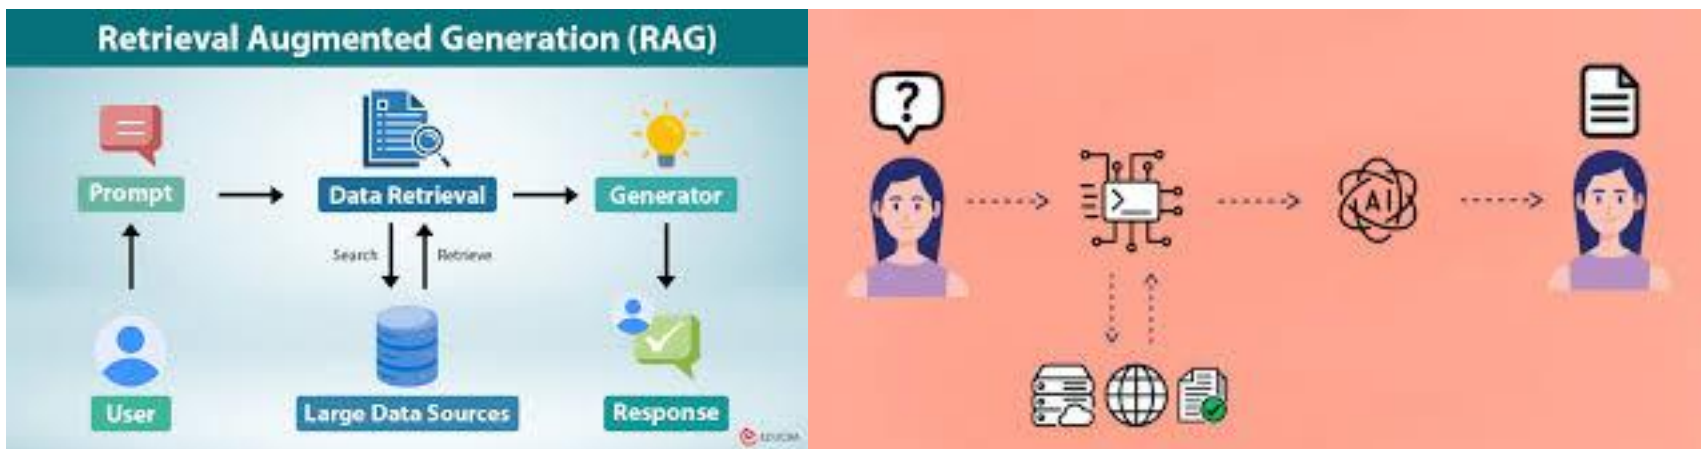 Retrieval Augmented Generation (RAG)
Prompt
Data Retrieval
Generator
Search
Retrieve
User
Large Data Sources
Response
?
>_
AI